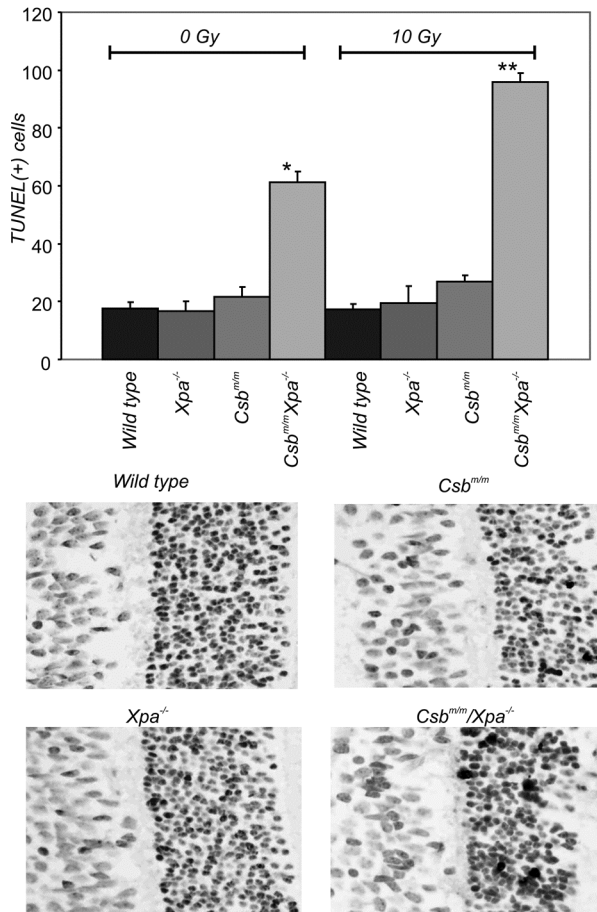 TUNEL(+) cells
120
100
80
60
40
20
0
0 Gy
10 Gy
*
**
Wild type
Xpa-/-
Csbm/m
Csbm/mXpa-/-
Wild type
Xpa-/-
Csbm/m
Csbm/mXpa-/-
Wild type
Csbm/m
Xpa-/-
Csbm/m/Xpa-/-